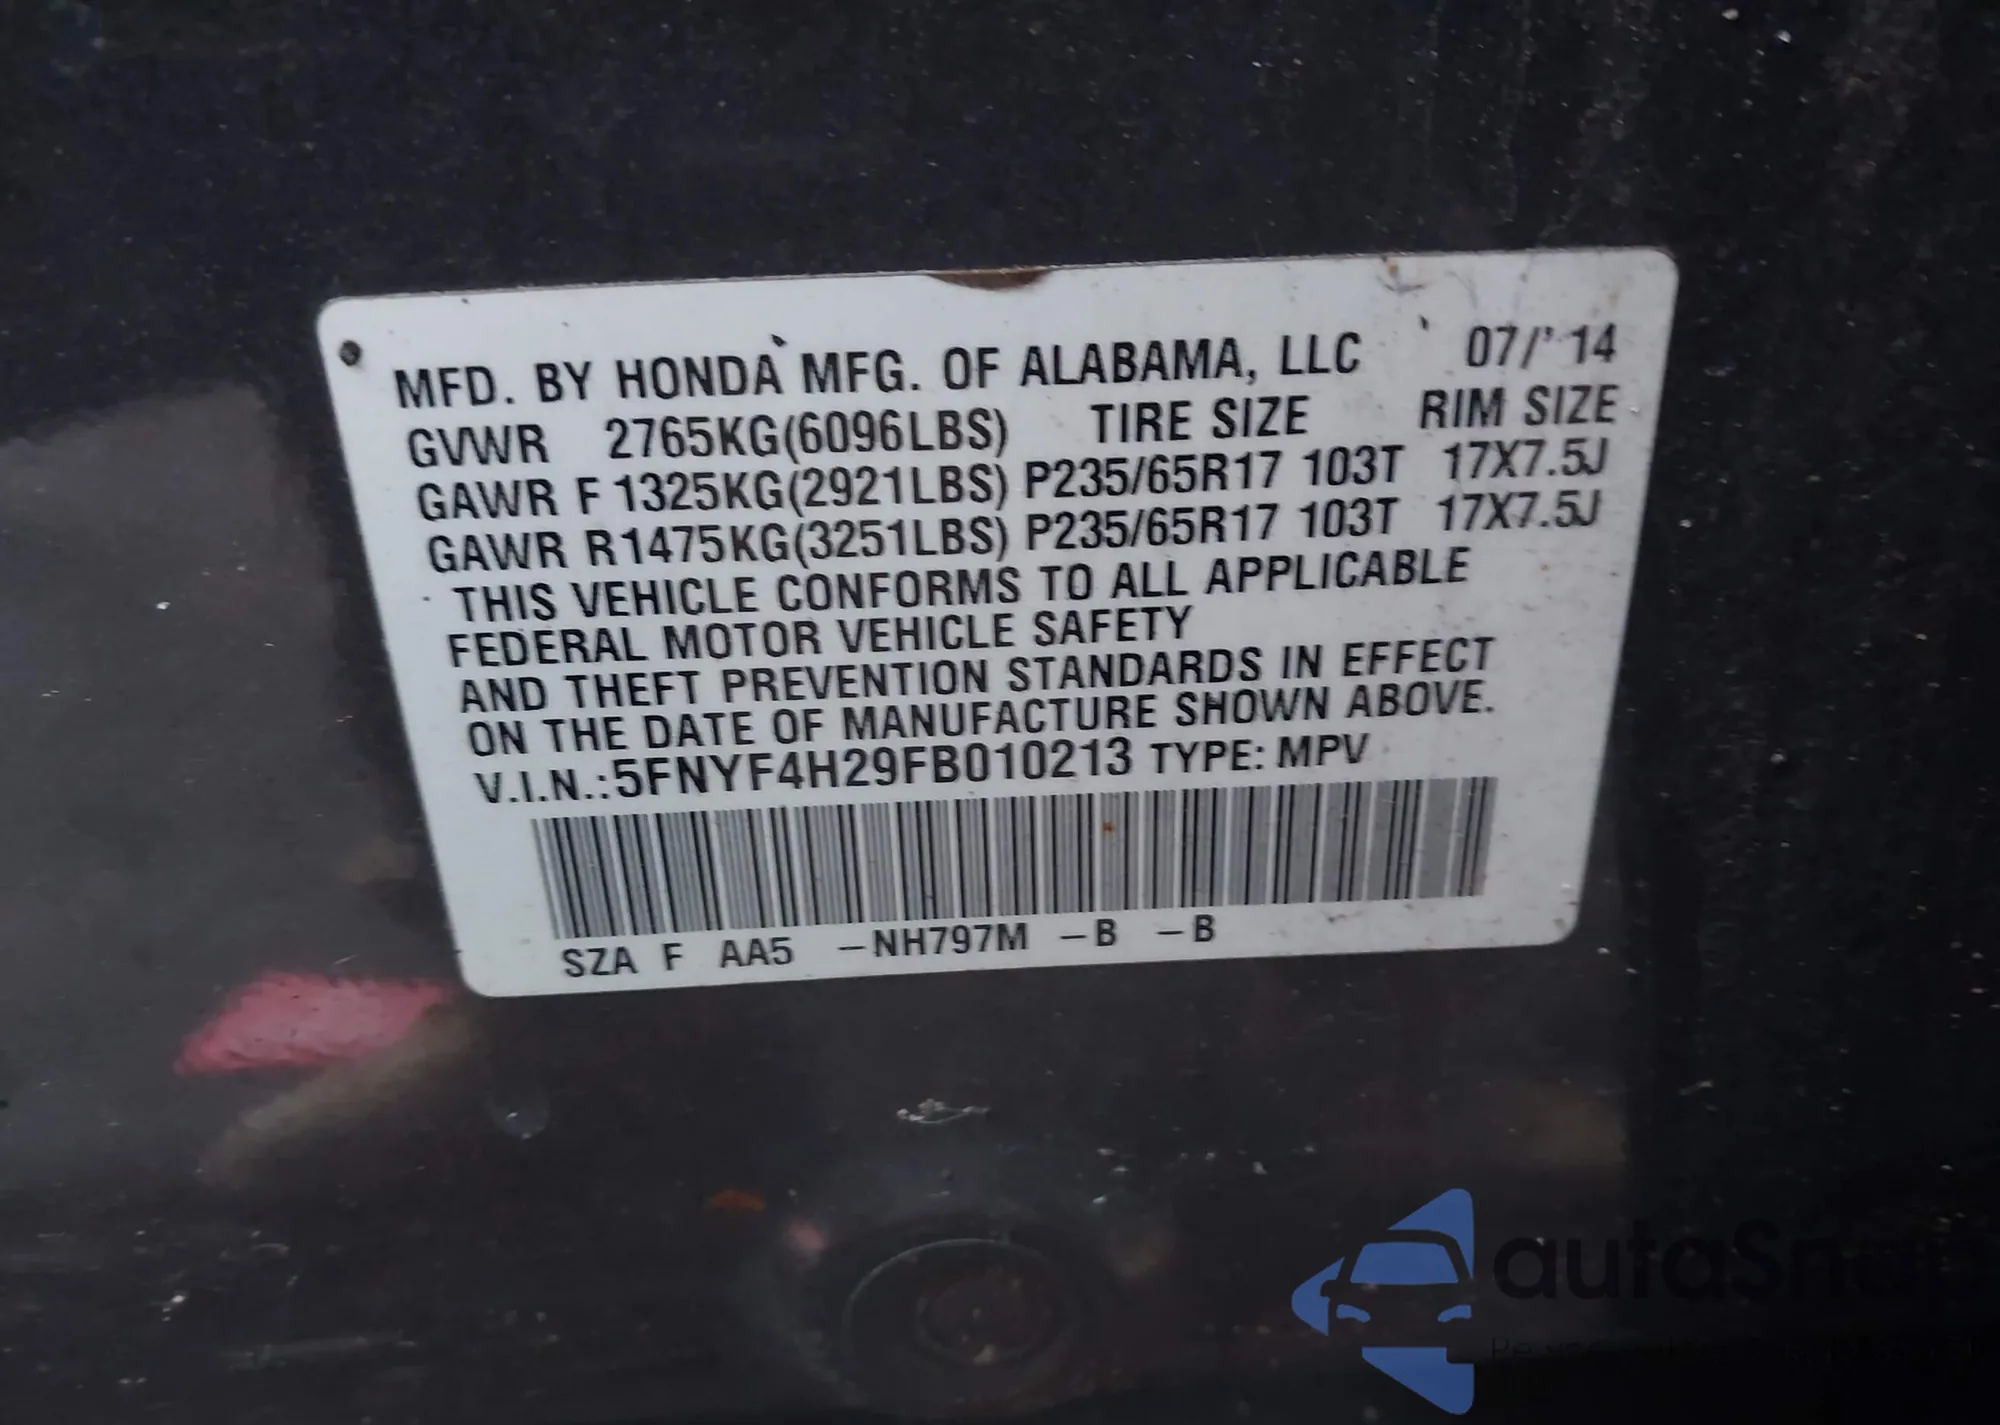 MFD. BY HONDA MFG. OF ALABAMA, LLC 07/'14
GVWR 2765KG(6096LBS) TIRE SIZE RIM SIZE
GAWR F 1325KG(2921LBS) P235/65R17 103T 17X7.5J
GAWR R 1475KG(3251LBS) P235/65R17 103T 17X7.5J
THIS VEHICLE CONFORMS TO ALL APPLICABLE
FEDERAL MOTOR VEHICLE SAFETY
AND THEFT PREVENTION STANDARDS IN EFFECT
ON THE DATE OF MANUFACTURE SHOWN ABOVE.
V.I.N.:5FNYF4H29FB010213 TYPE: MPV
SZA F AA5 -NH797M -B -B
autaSnap